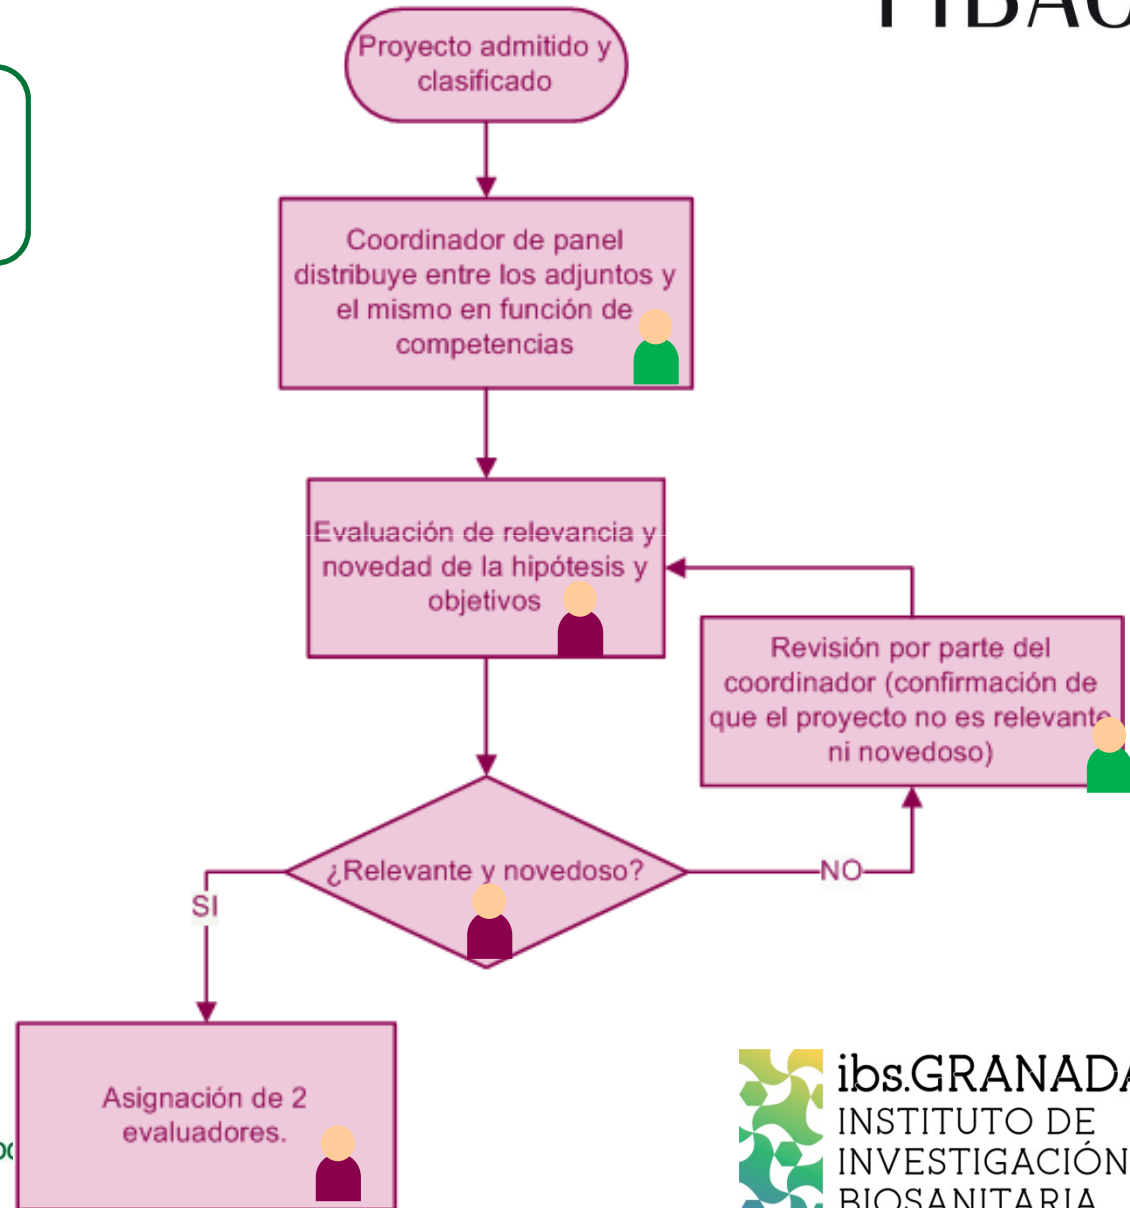 Proyecto admitido y
clasificado
Coordinador de panel
distribuye entre los adjuntos y
el mismo en función de
competencias
Evaluación de relevancia y
novedad de la hipótesis y
objetivos
Revisión por parte del
coordinador (confirmación de
que el proyecto no es relevante
ni novedoso)
¿Relevante y novedoso?
NO
SI
Asignación de 2
evaluadores.
ibs.GRANADA
INSTITUTO DE
INVESTIGACIÓN
BIOSANITARIA